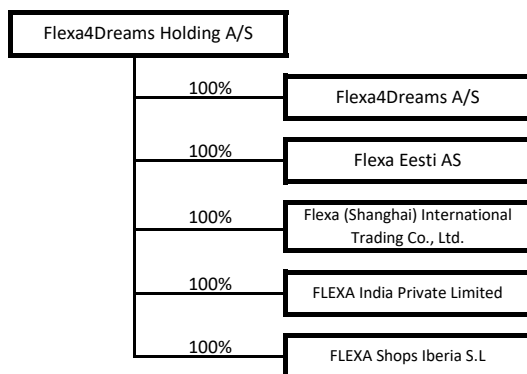 Flexa4Dreams Holding A/S
100%
Flexa4Dreams A/S
100%
Flexa Eesti AS
100%
Flexa (Shanghai) International
Trading Co., Ltd.
100%
FLEXA India Private Limited
100%
FLEXA Shops Iberia S.L